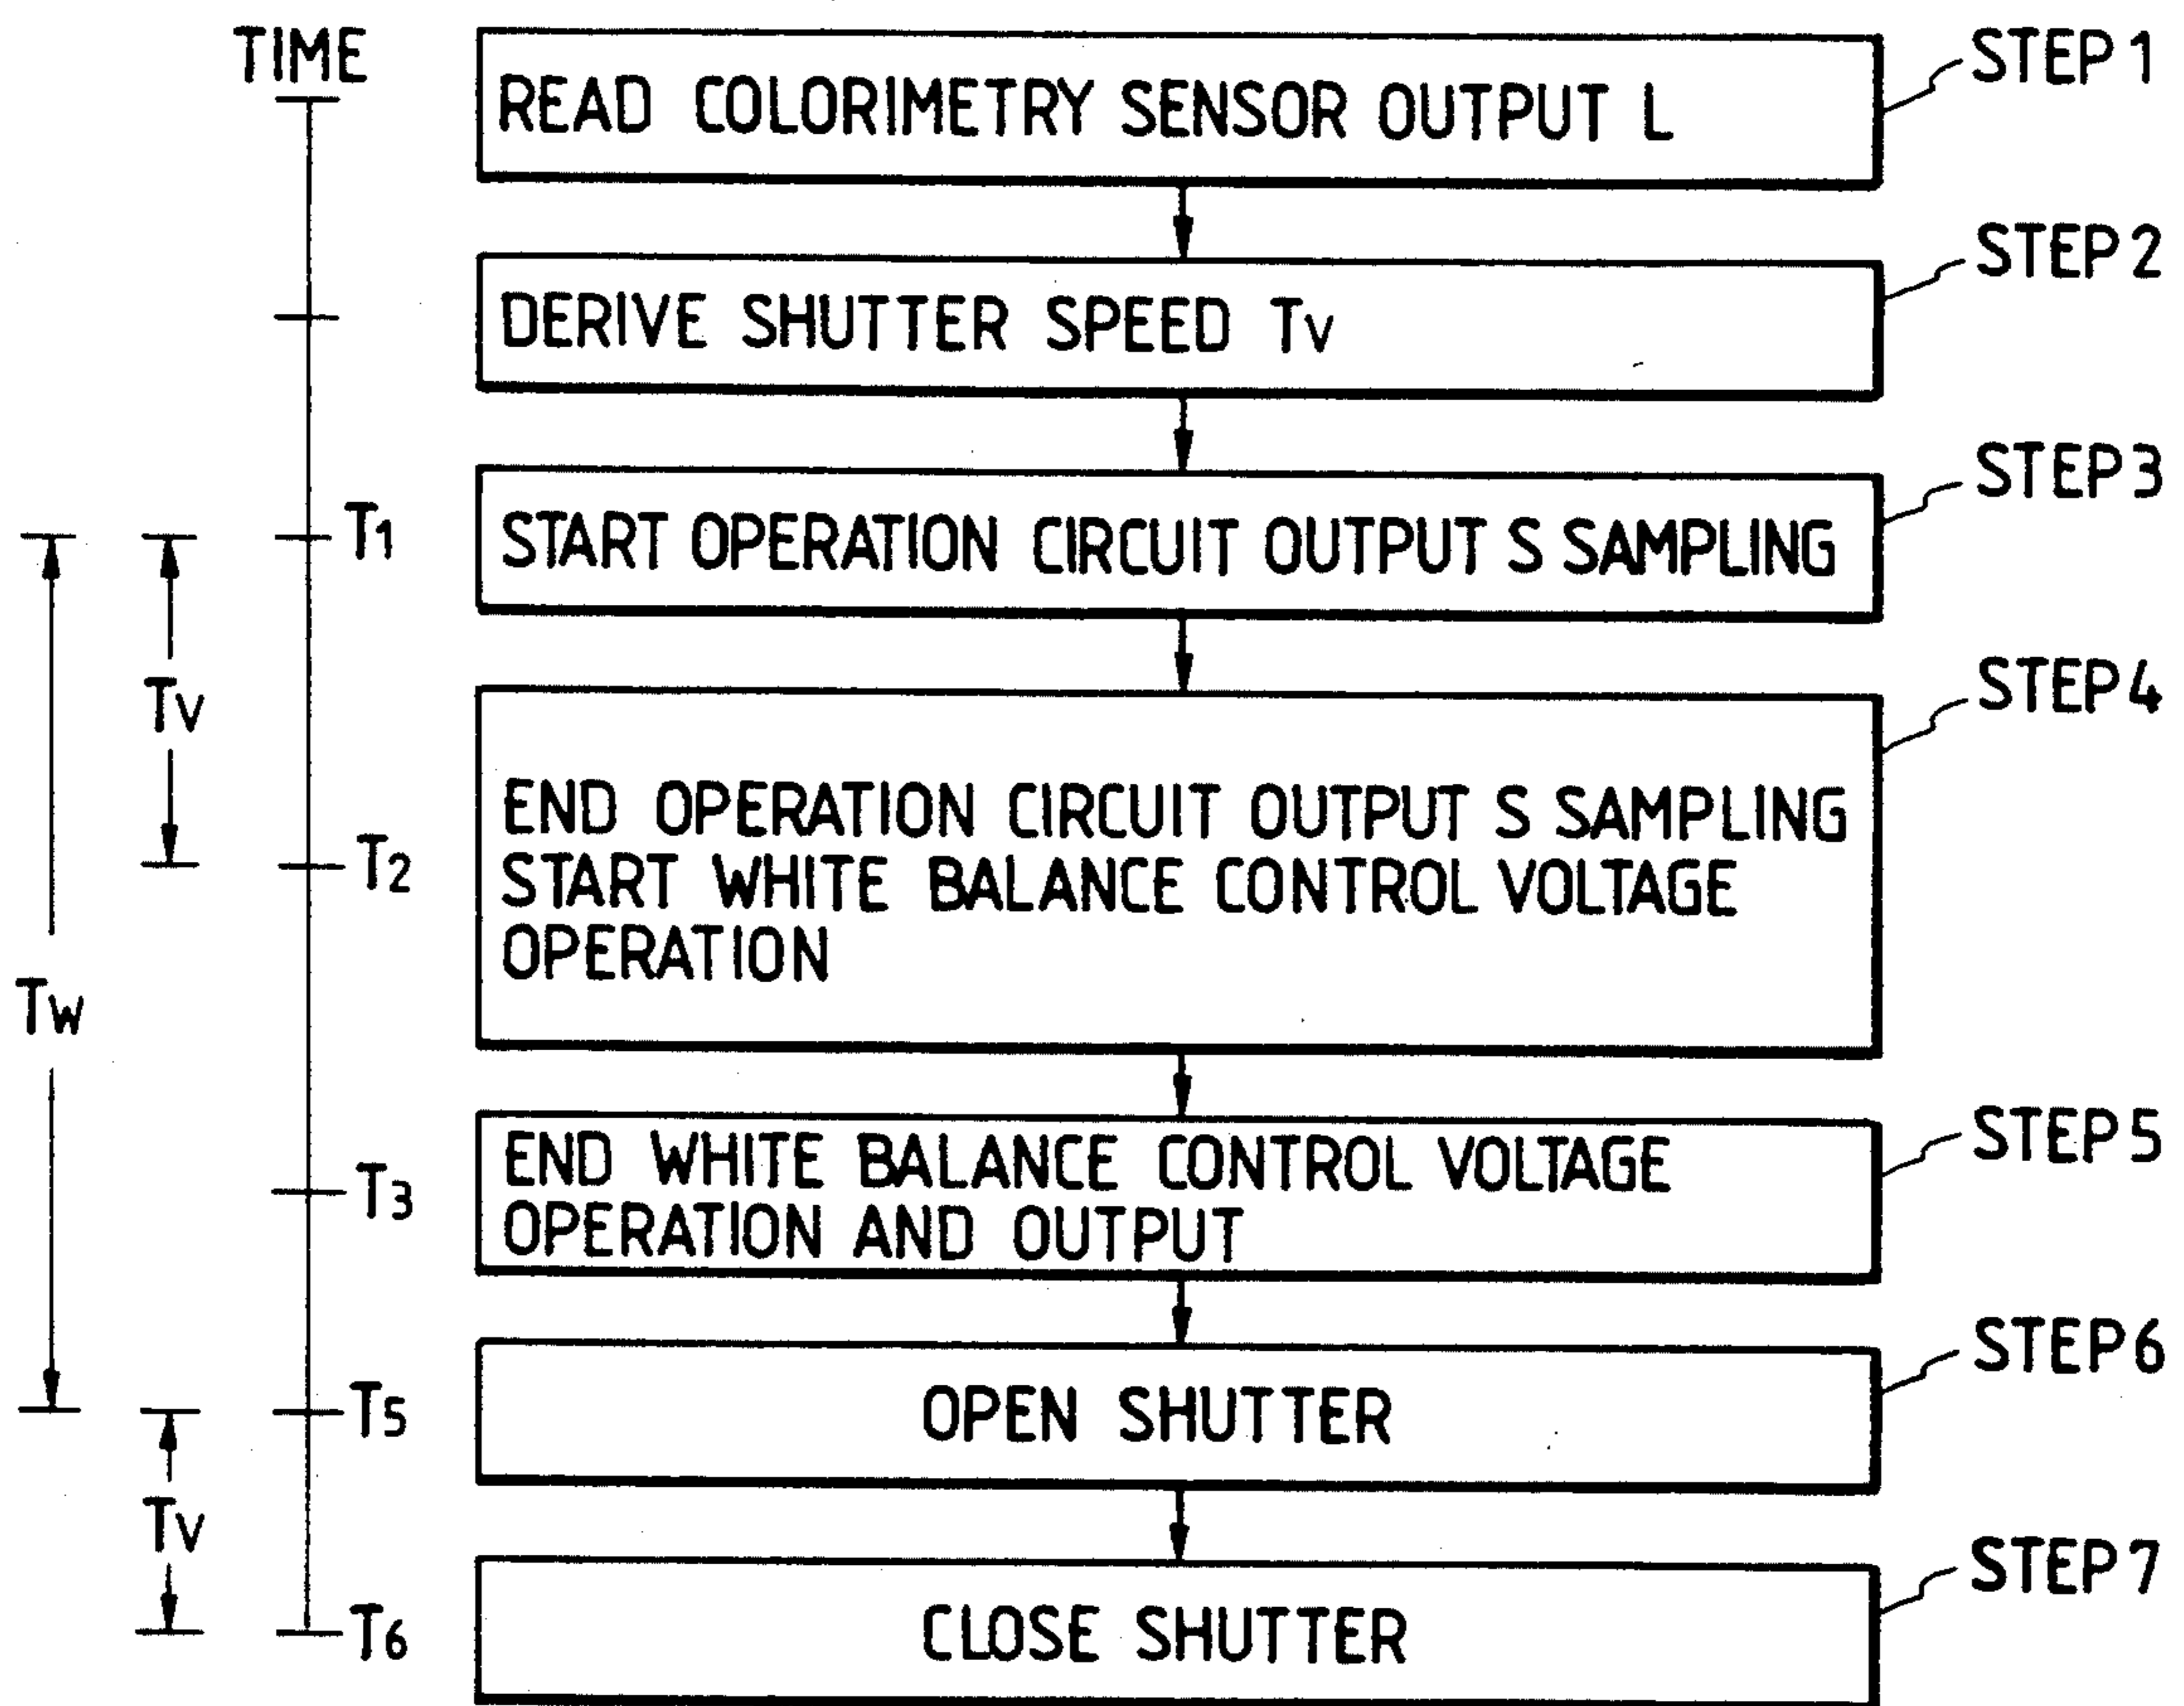 TIME
READ COLORIMETRY SENSOR OUTPUT L
STEP 1
DERIVE SHUTTER SPEED Tv
STEP 2
T1
START OPERATION CIRCUIT OUTPUT S SAMPLING
STEP 3
Tv
T2
END OPERATION CIRCUIT OUTPUT S SAMPLING
START WHITE BALANCE CONTROL VOLTAGE
OPERATION
STEP 4
Tw
T3
END WHITE BALANCE CONTROL VOLTAGE
OPERATION AND OUTPUT
STEP 5
T5
OPEN SHUTTER
STEP 6
Tv
T6
CLOSE SHUTTER
STEP 7